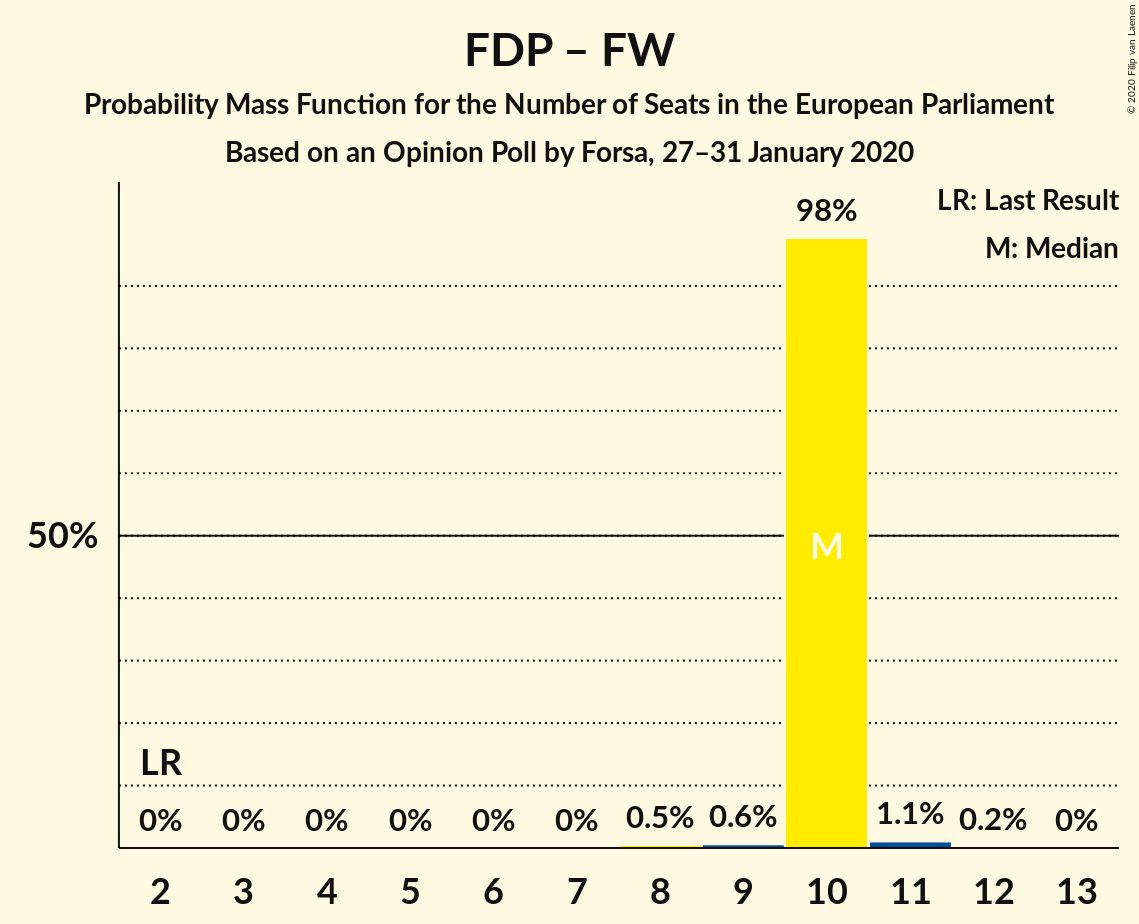 FDP – FW
Probability Mass Function for the Number of Seats in the European Parliament
Based on an Opinion Poll by Forsa, 27–31 January 2020
© 2020 Filip van Laenen
LR: Last Result
M: Median
98%
50%
M
LR
0% 0% 0% 0% 0% 0% 0.5% 0.6% 1.1% 0.2% 0%
2 3 4 5 6 7 8 9 10 11 12 13